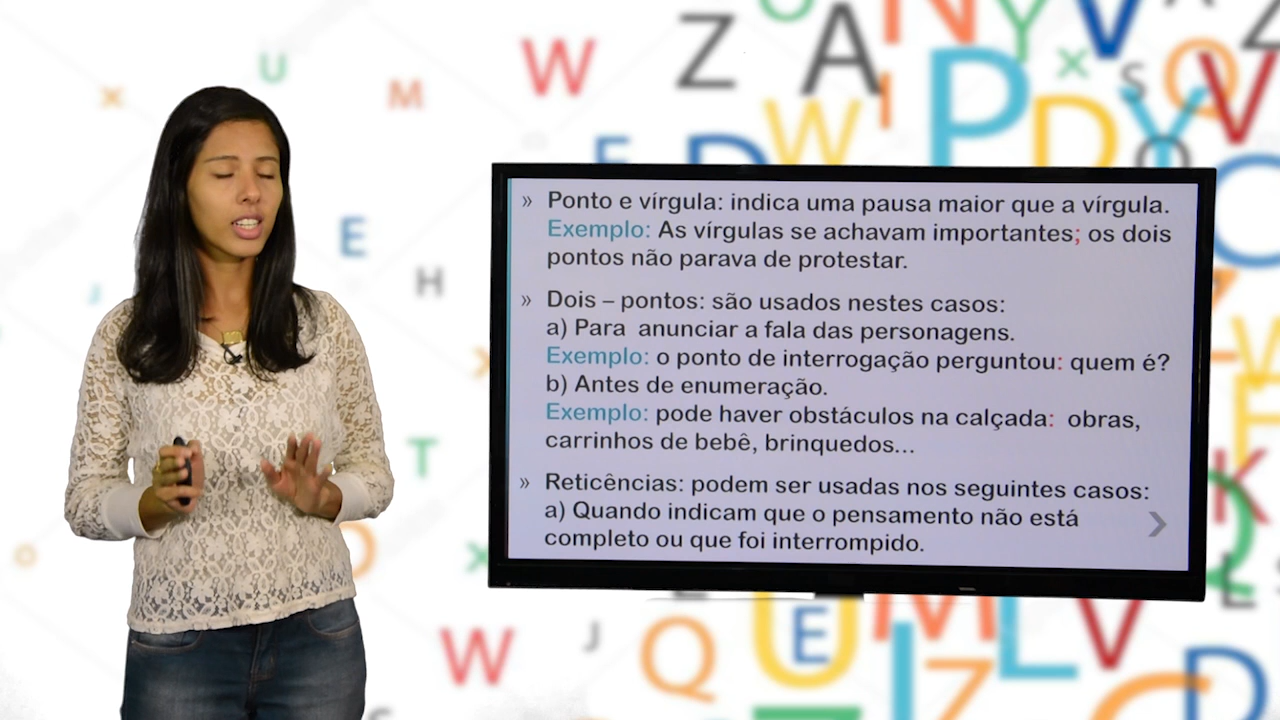 » Ponto e vírgula: indica uma pausa maior que a vírgula.
Exemplo: As vírgulas se achavam importantes; os dois
pontos não parava de protestar.
» Dois – pontos: são usados nestes casos:
a) Para anunciar a fala das personagens.
Exemplo: o ponto de interrogação perguntou: quem é?
b) Antes de enumeração.
Exemplo: pode haver obstáculos na calçada: obras,
carrinhos de bebê, brinquedos...
» Reticências: podem ser usadas nos seguintes casos:
a) Quando indicam que o pensamento não está
completo ou que foi interrompido.